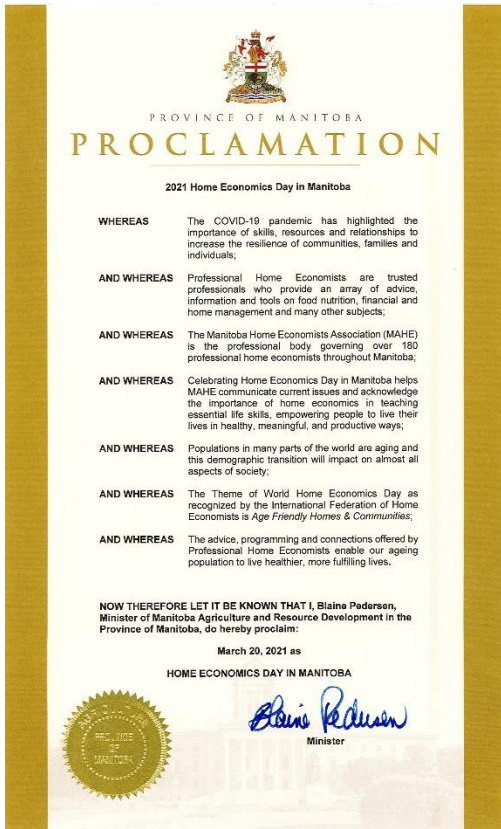 PROVINCE OF MANITOBA
PROCLAMATION
2021 Home Economics Day in Manitoba
WHEREAS The COVID-19 pandemic has highlighted the
importance of skills, resources and relationships to
increase the resilience of communities, families and
individuals;
AND WHEREAS Professional Home Economists are trusted
professionals who provide an array of advice,
information and tools on food nutrition, financial and
home management and many other subjects;
AND WHEREAS The Manitoba Home Economists Association (MAHE)
is the professional body governing over 180
professional home economists throughout Manitoba;
AND WHEREAS Celebrating Home Economics Day in Manitoba helps
MAHE communicate current issues and acknowledge
the importance of home economics in teaching
essential life skills, empowering people to live their
lives in healthy, meaningful, and productive ways;
AND WHEREAS Populations in many parts of the world are aging and
this demographic transition will impact on almost all
aspects of society;
AND WHEREAS The Theme of World Home Economics Day as
recognized by the International Federation of Home
Economists is Age Friendly Homes & Communities;
AND WHEREAS The advice, programming and connections offered by
Professional Home Economists enable our ageing
population to live healthier, more fulfilling lives.
NOW THEREFORE LET IT BE KNOWN THAT I, Blaine Pedersen,
Minister of Manitoba Agriculture and Resource Development in the
Province of Manitoba, do hereby proclaim:
March 20, 2021 as
HOME ECONOMICS DAY IN MANITOBA
Blaine Pedersen
Minister
PROVINCE
OF
MANITOBA